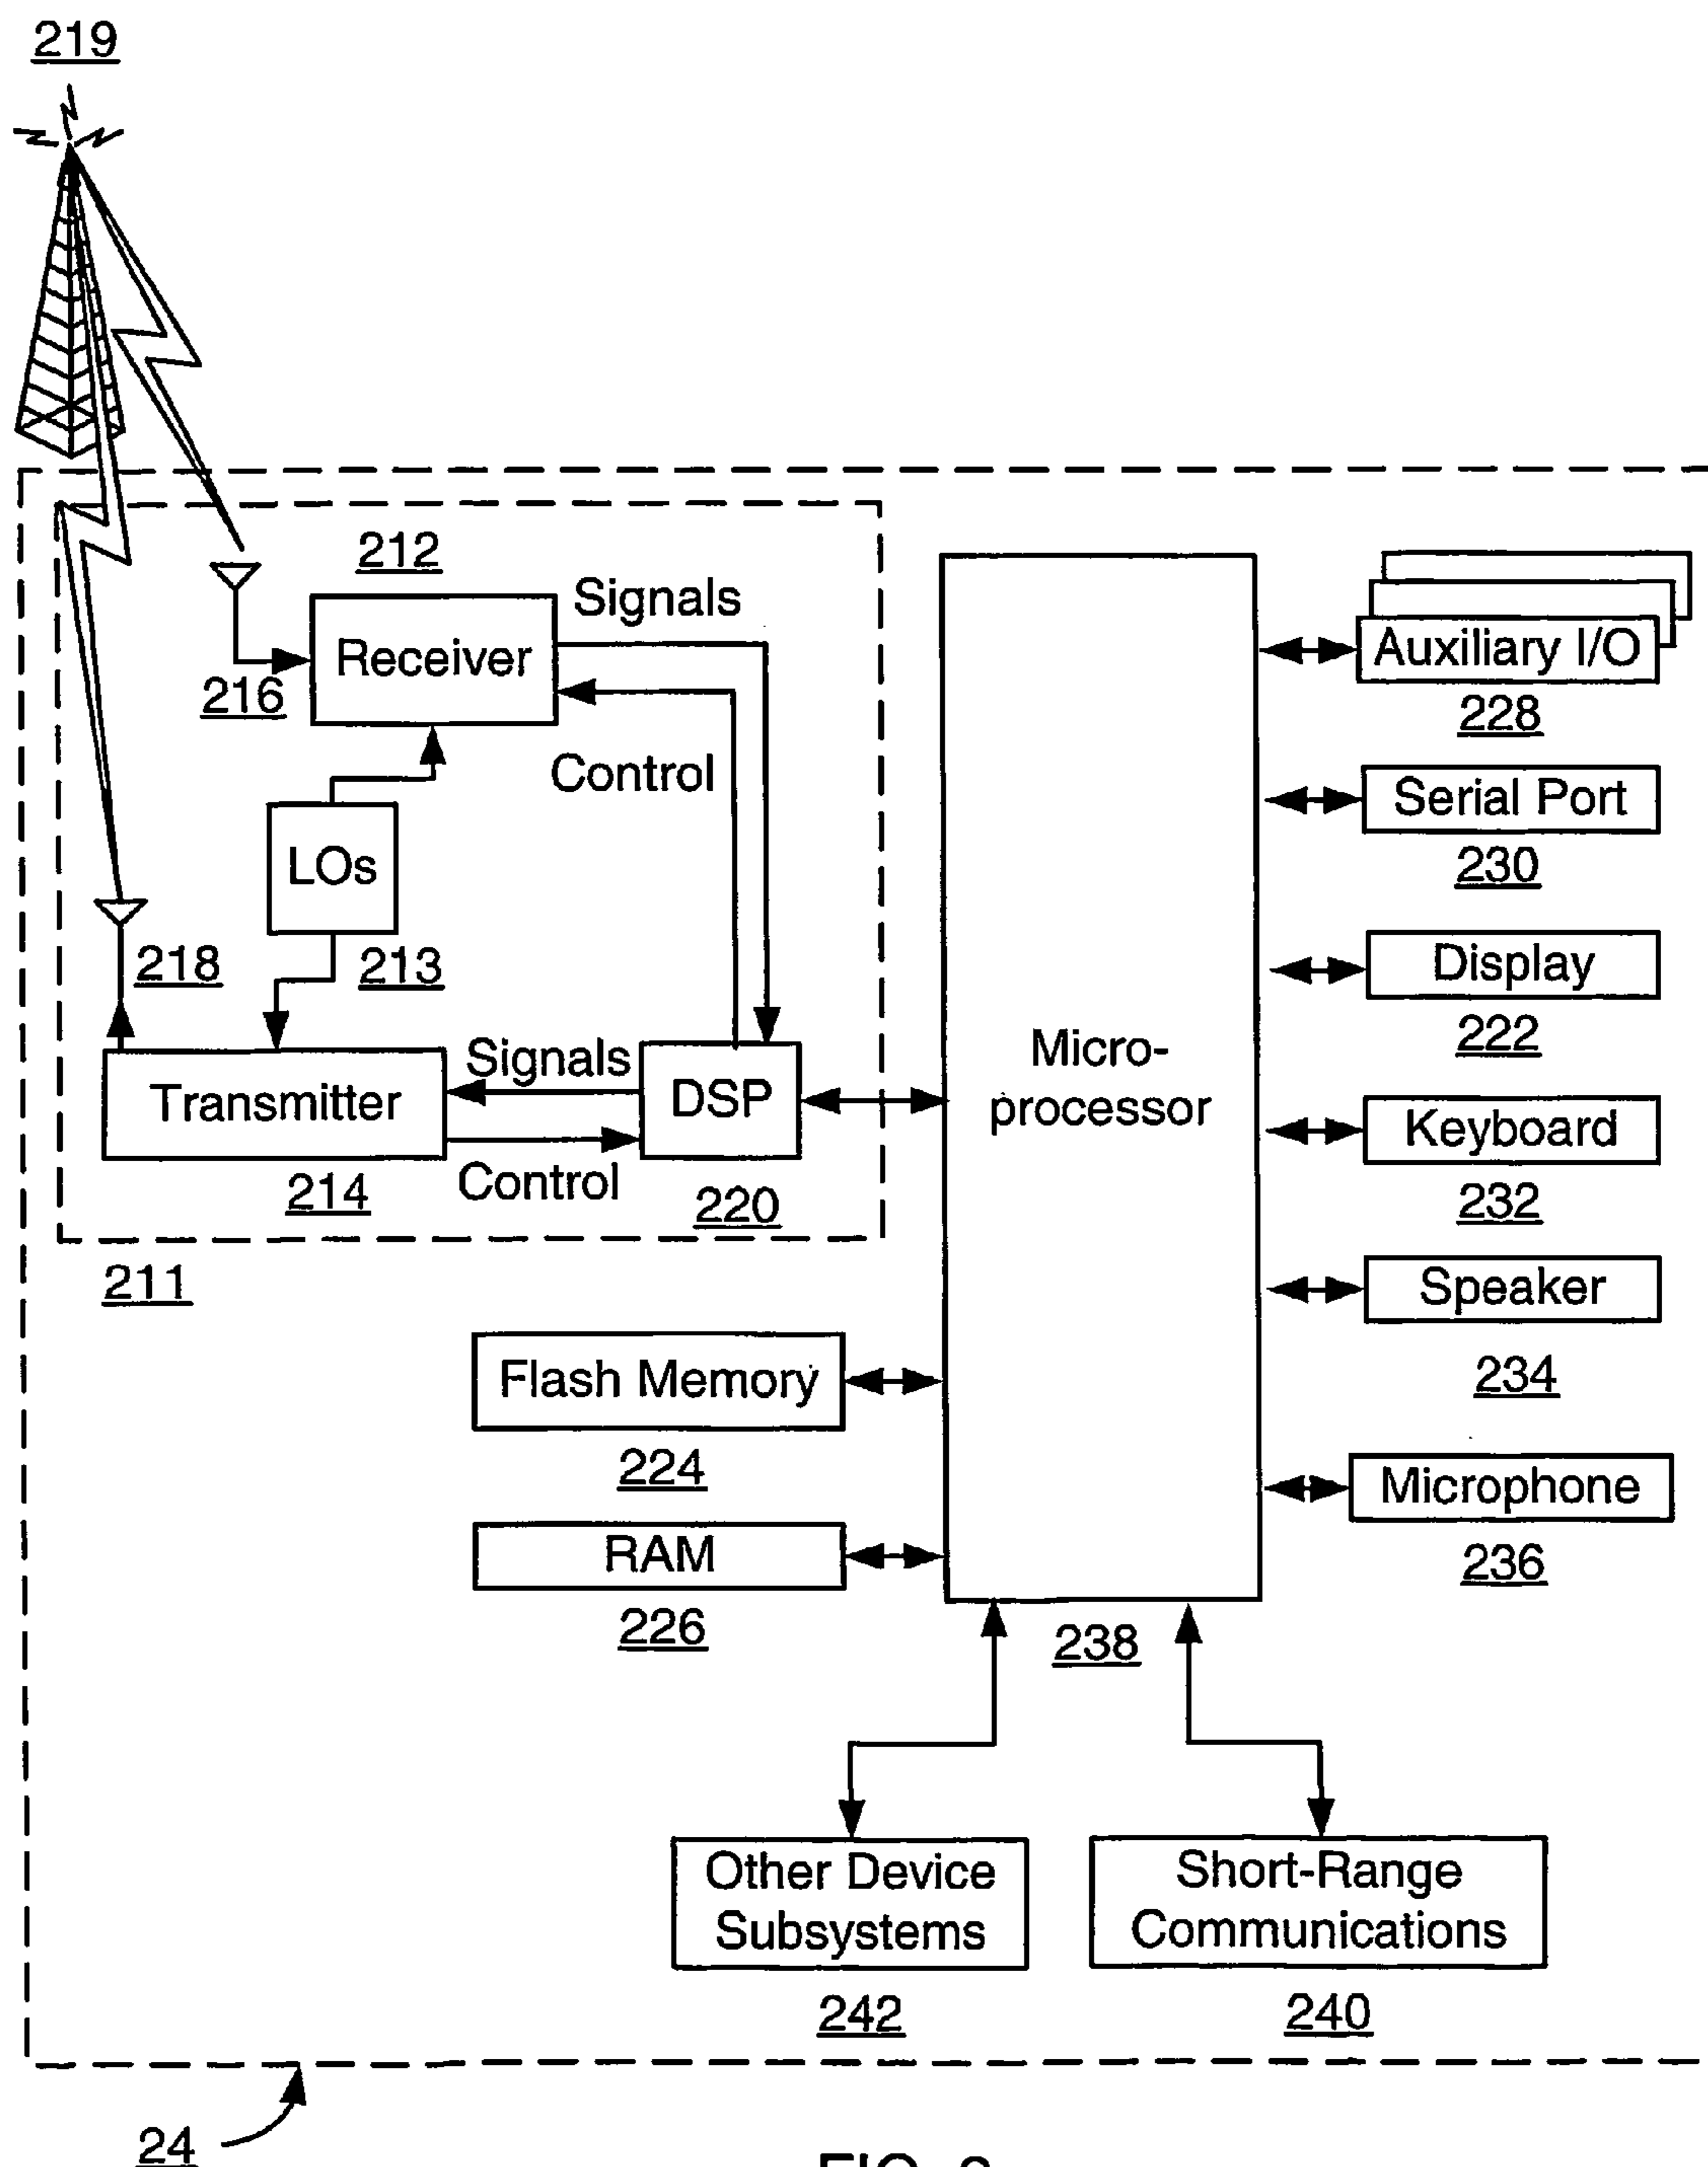 219
212
Signals
Receiver
216
Control
LOs
218
213
Signals
Transmitter
DSP
214
Control
220
211
Micro-
processor
Auxiliary I/O
228
Serial Port
230
Display
222
Keyboard
232
Speaker
234
Microphone
236
Flash Memory
224
RAM
226
238
Other Device
Subsystems
242
Short-Range
Communications
240
24
FIG.